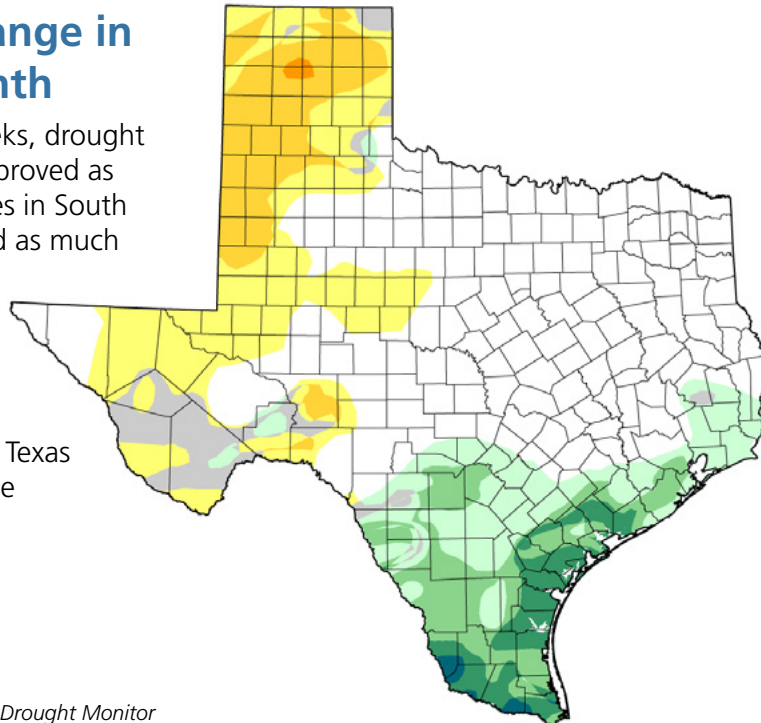 ange in
nth
eks, drought
proved as
es in South
d as much
Texas
e
Drought Monitor